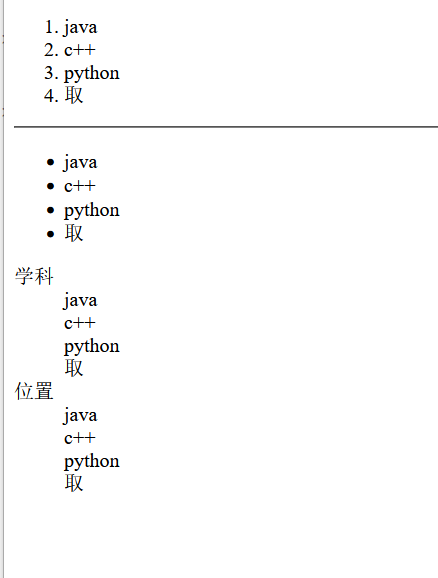 1. java
2. c++
3. python
4. 取
• java
• c++
• python
• 取
学科
java
c++
python
取
位置
java
c++
python
取